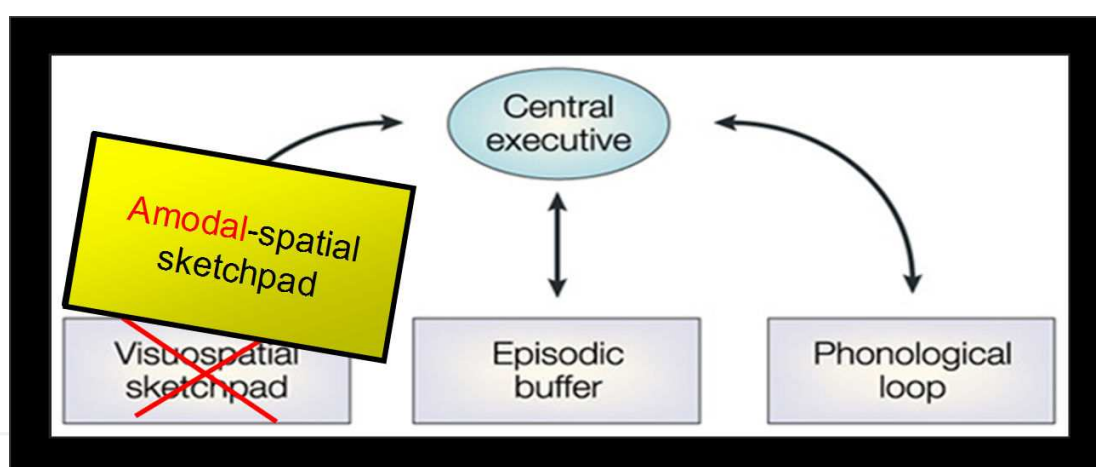 Central
executive
Amodal-spatial
sketchpad
Visuospatial
sketchpad
Episodic
buffer
Phonological
loop